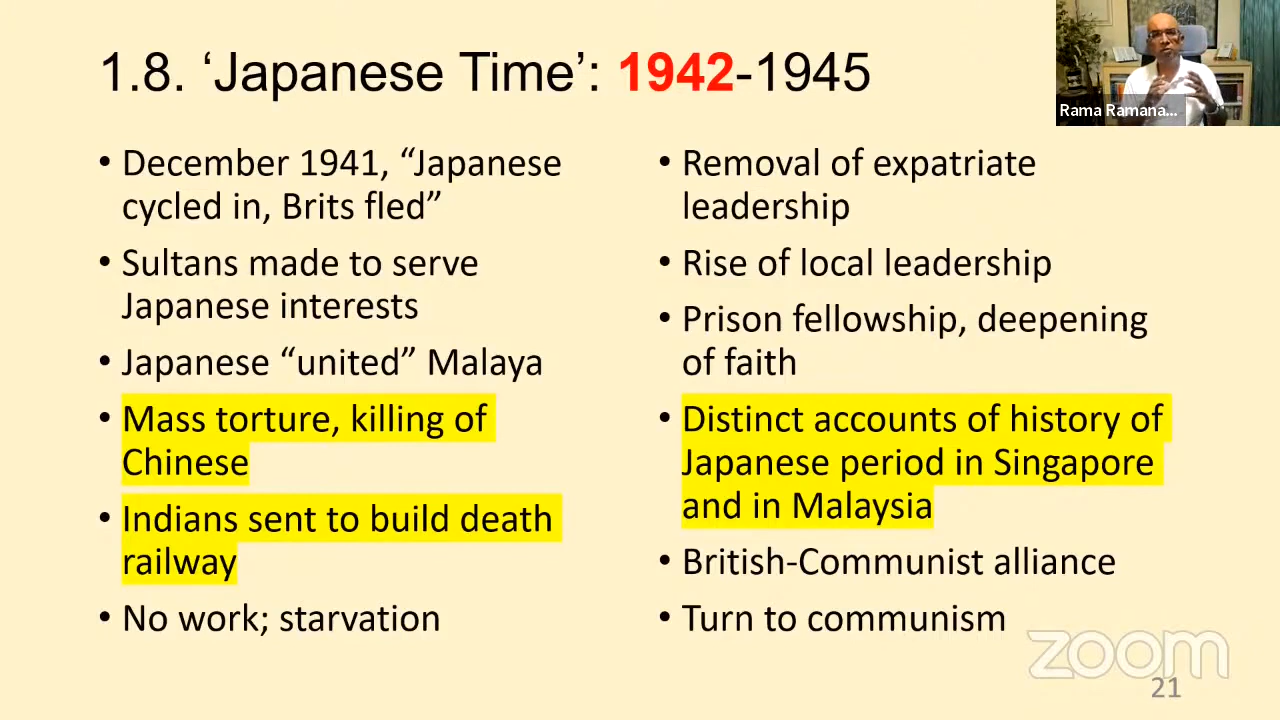 1.8. ‘Japanese Time’: 1942-1945
Rama Ramana...
• December 1941, “Japanese
cycled in, Brits fled”
• Sultans made to serve
Japanese interests
• Japanese “united” Malaya
• Mass torture, killing of
Chinese
• Indians sent to build death
railway
• No work; starvation
• Removal of expatriate
leadership
• Rise of local leadership
• Prison fellowship, deepening
of faith
• Distinct accounts of history of
Japanese period in Singapore
and in Malaysia
• British-Communist alliance
• Turn to communism
zoom
21